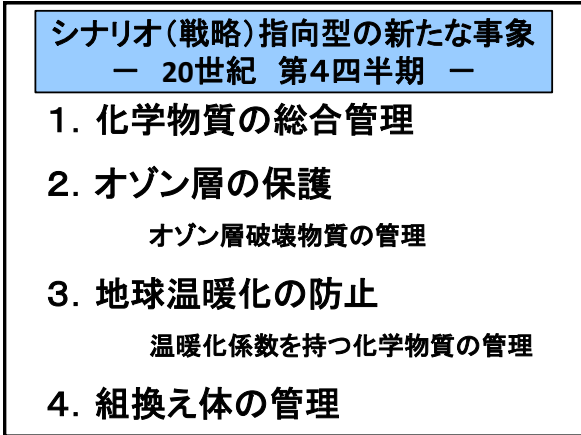 シナリオ（戦略）指向型の新たな事象
－ 20世紀 第４四半期 －
１．化学物質の総合管理
２．オゾン層の保護
オゾン層破壊物質の管理
３．地球温暖化の防止
温暖化係数を持つ化学物質の管理
４．組換え体の管理